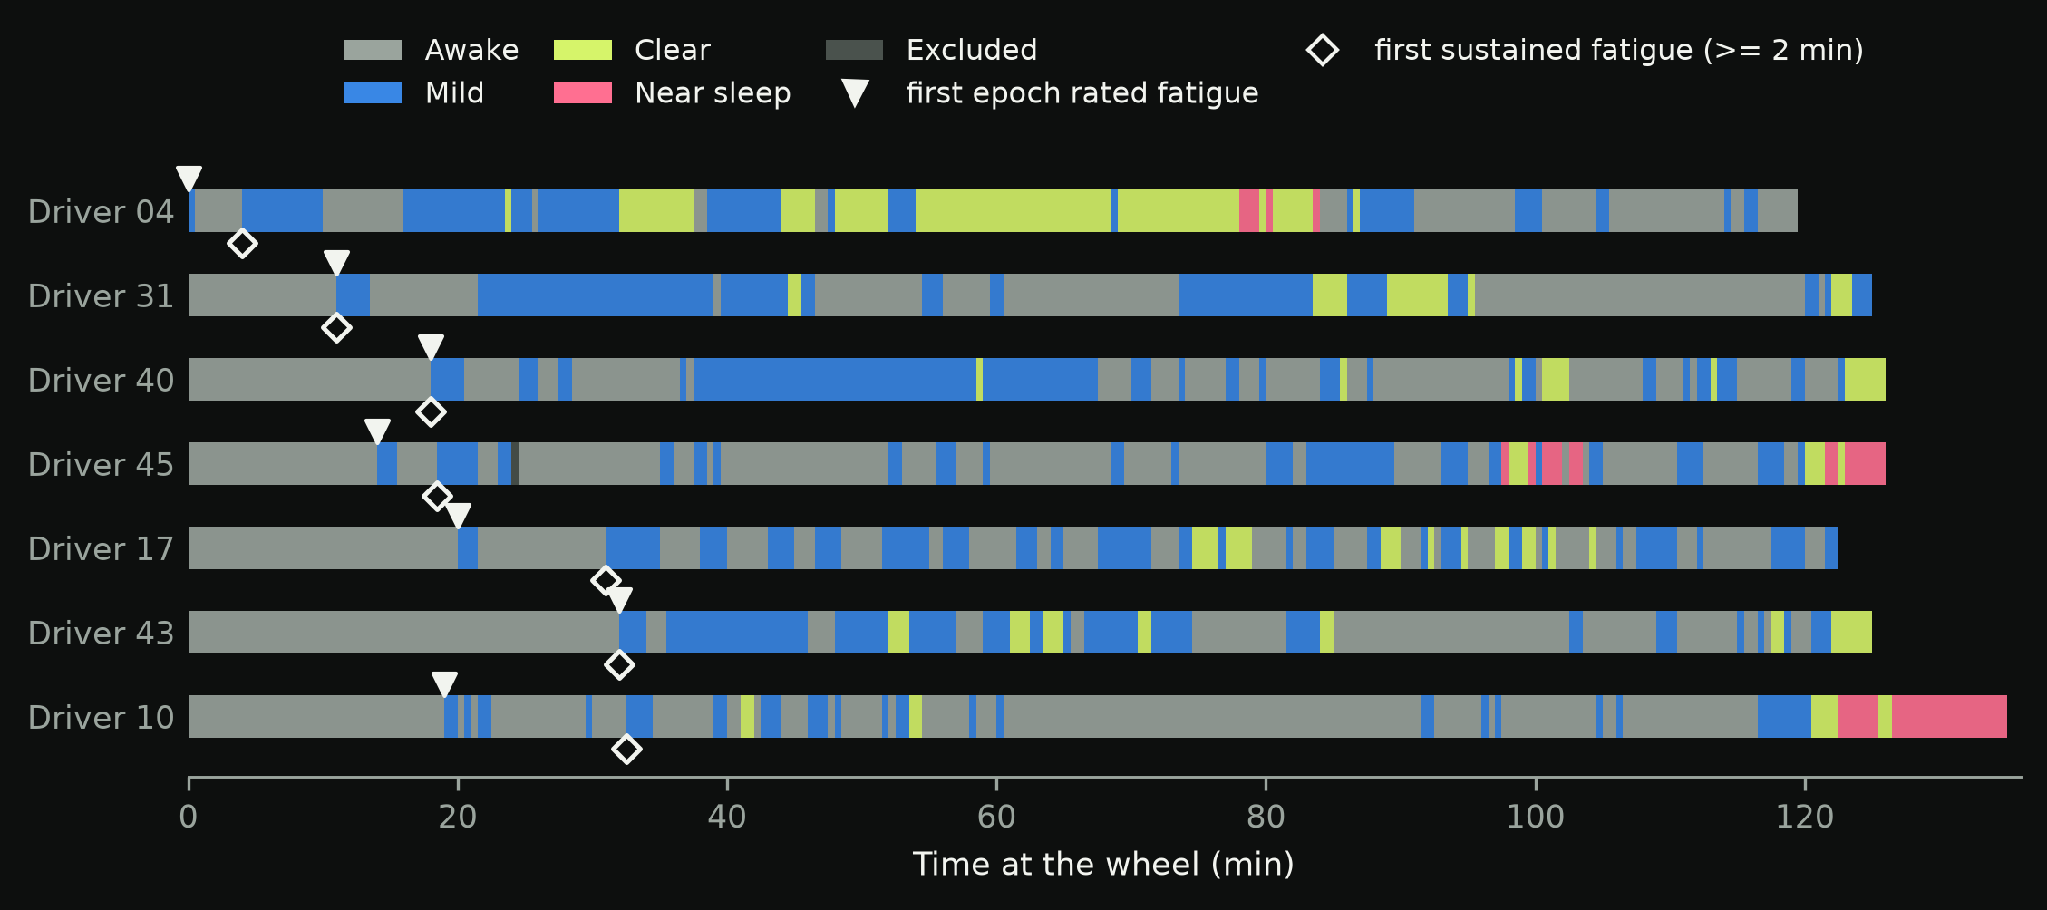 Awake Clear Excluded first sustained fatigue (>= 2 min)
Mild Near sleep first epoch rated fatigue
Driver 04
Driver 31
Driver 40
Driver 45
Driver 17
Driver 43
Driver 10
0 20 40 60 80 100 120
Time at the wheel (min)